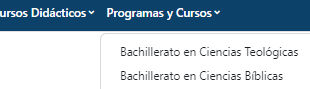 ursos Didácticos Programas y Cursos
Bachillerato en Ciencias Teológicas
Bachillerato en Ciencias Bíblicas